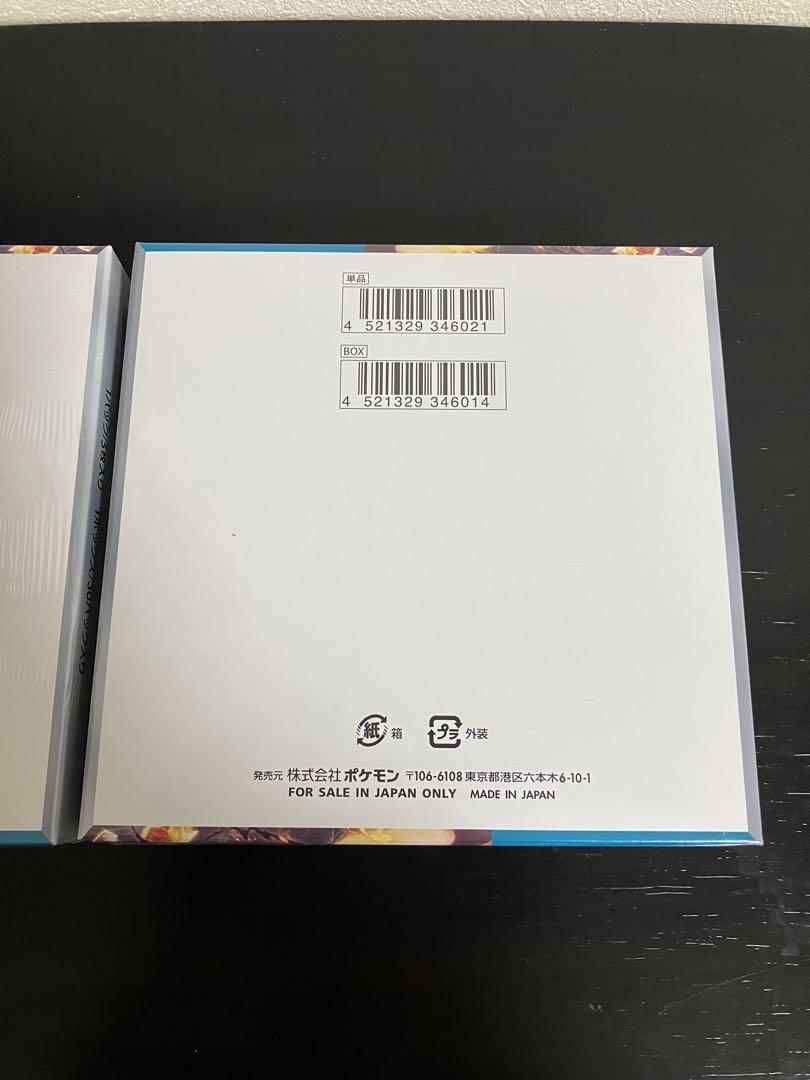 単品
4 521329 346021
BOX
4 521329 346014
紙 箱 プラ 外装
発売元 株式会社 ポケモン 〒106-6108 東京都港区六本木6-10-1
FOR SALE IN JAPAN ONLY MADE IN JAPAN